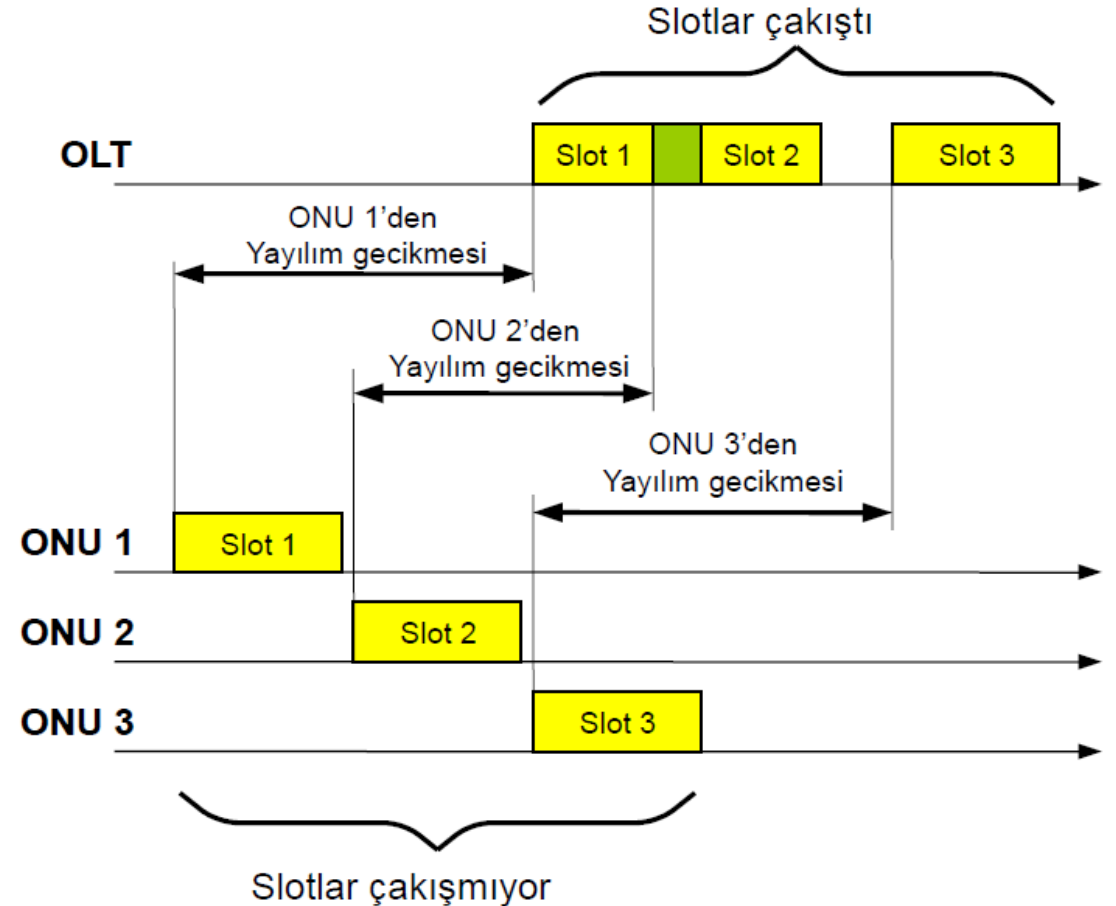 Slotlar çakıştı
OLT
Slot 1
Slot 2
Slot 3
ONU 1’den
Yayılım gecikmesi
ONU 2’den
Yayılım gecikmesi
ONU 3’den
Yayılım gecikmesi
ONU 1
Slot 1
ONU 2
Slot 2
ONU 3
Slot 3
Slotlar çakışmıyor